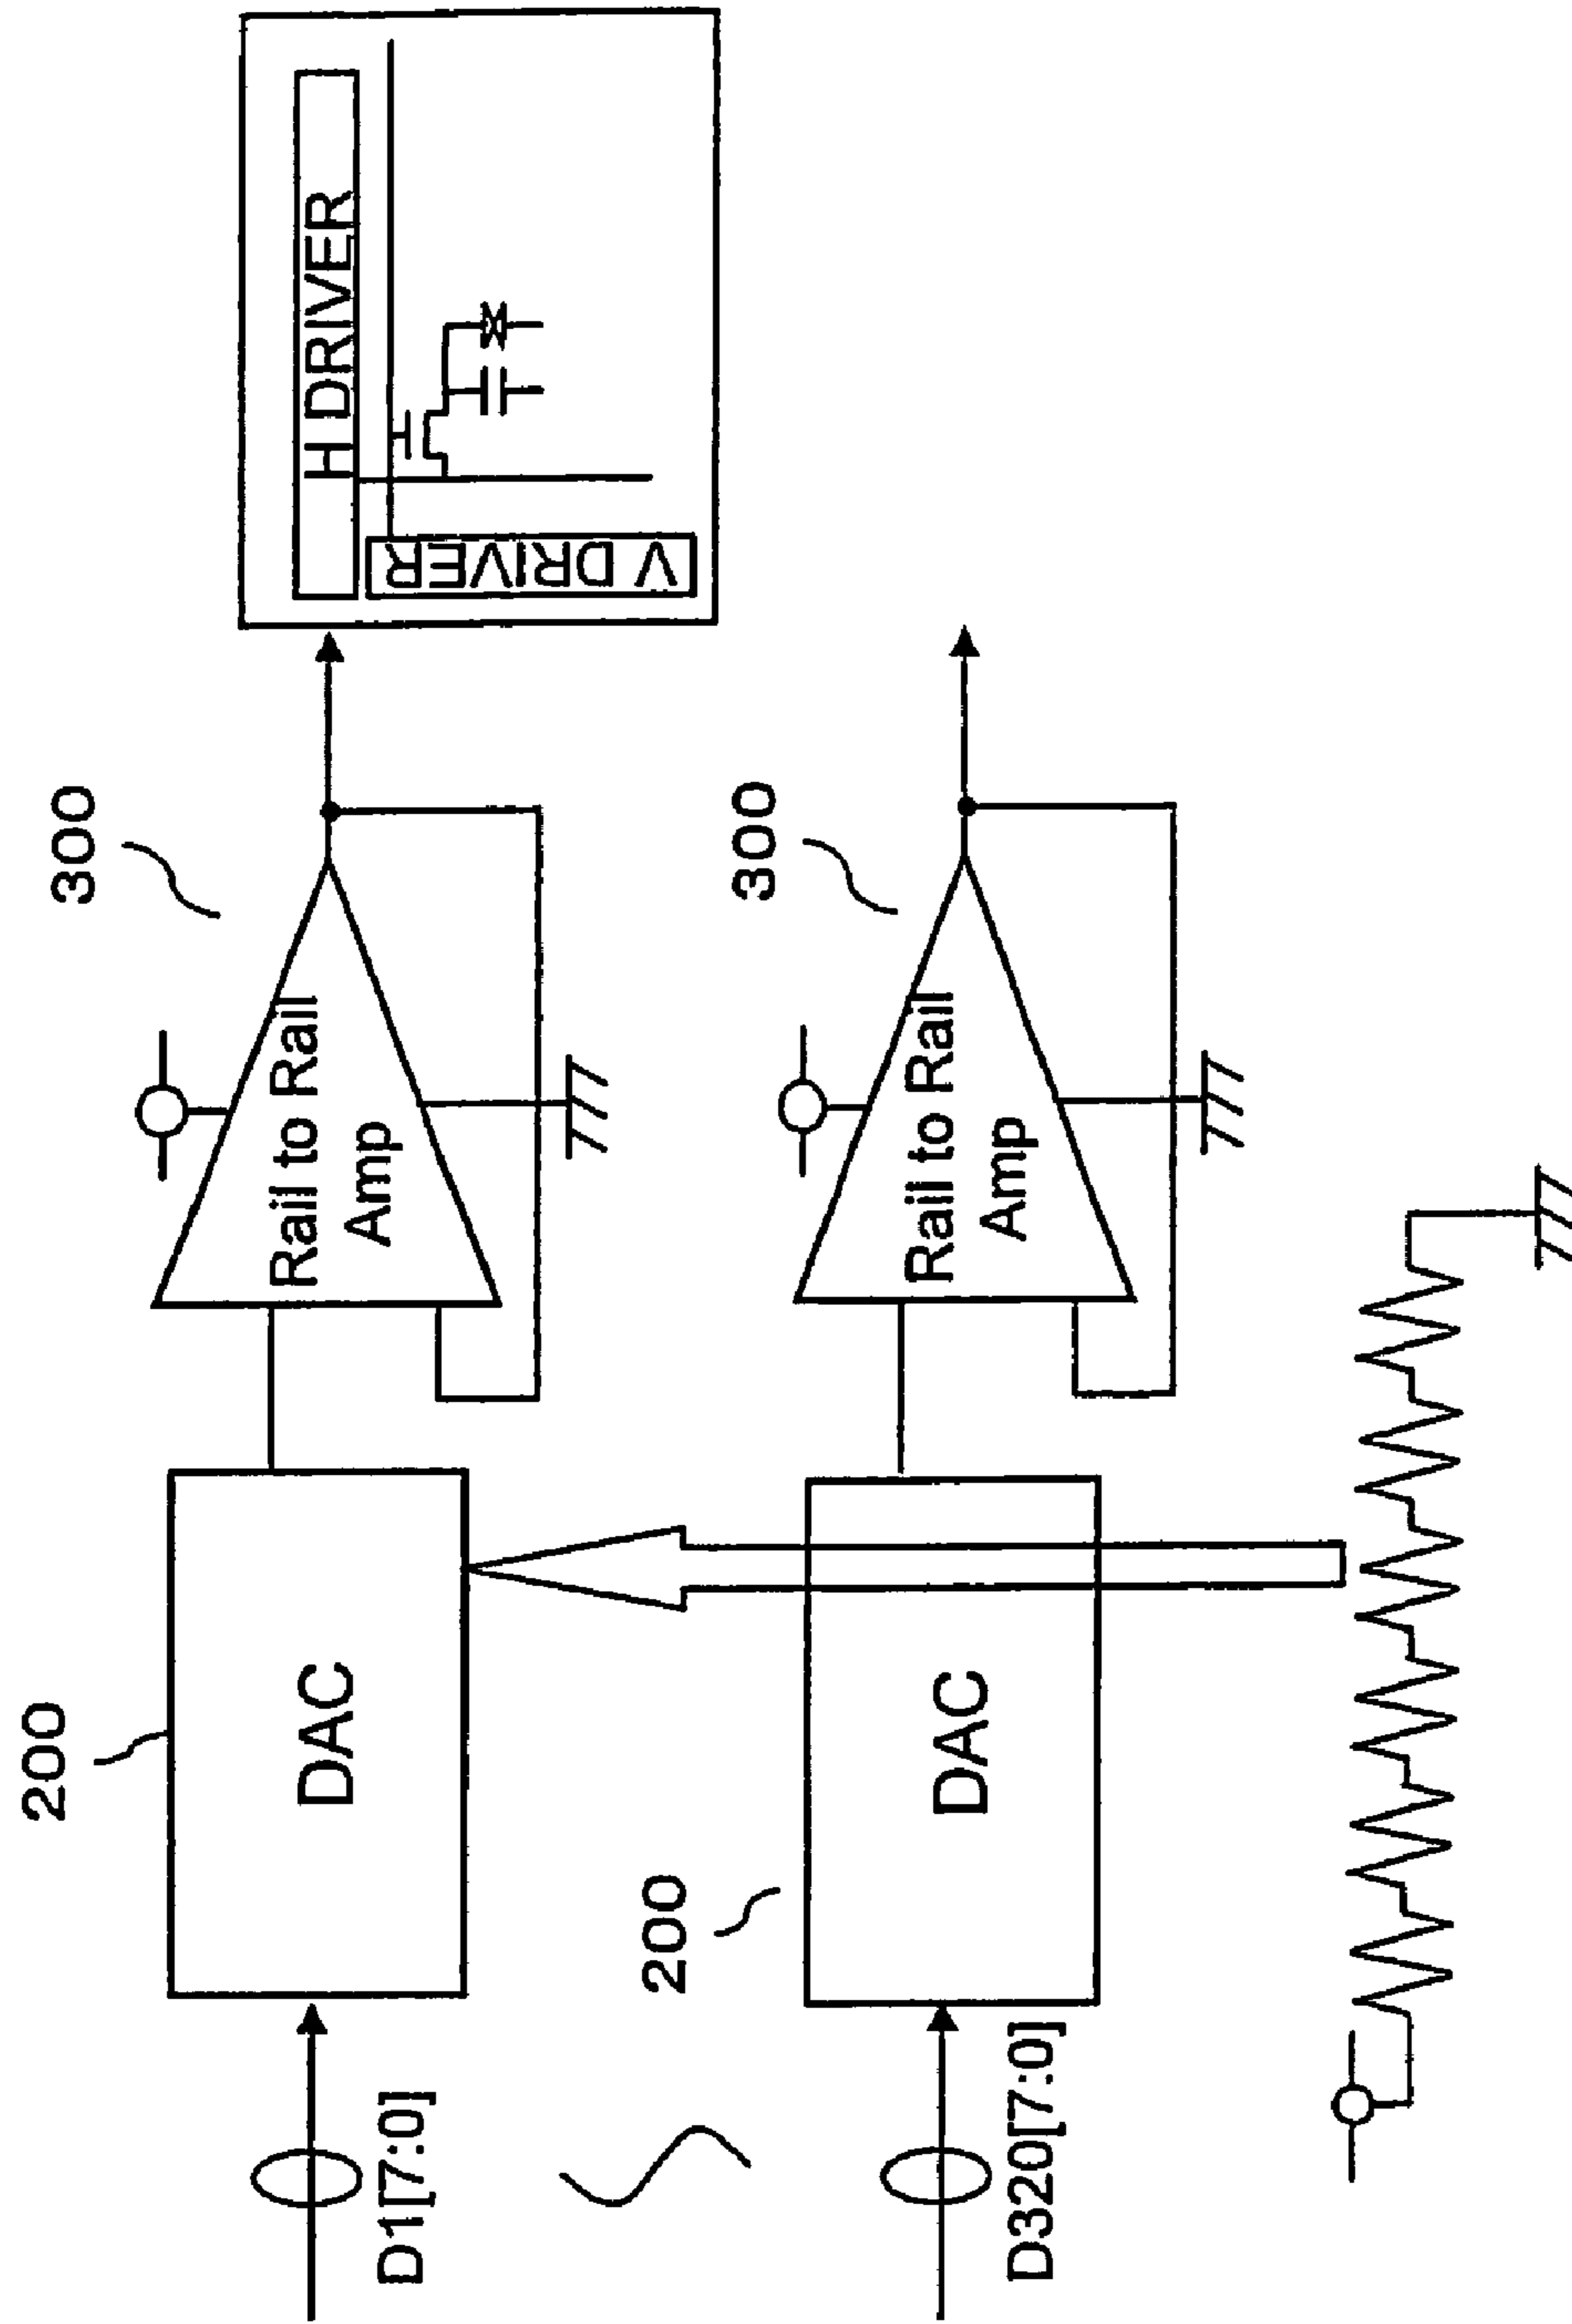 200
DAC
D1[7:0]
300
Rail to Rail
Amp
H DRIVER
V DRIVER
200
DAC
D320[7:0]
300
Rail to Rail
Amp